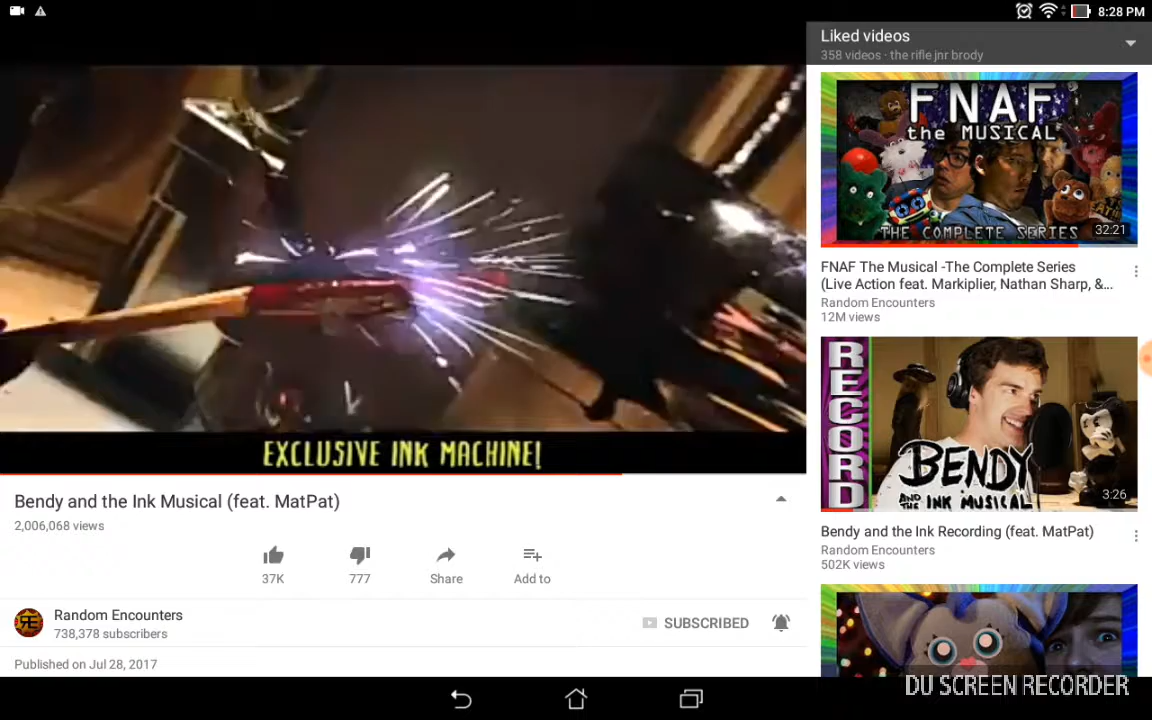 8:28 PM
EXCLUSIVE INK MACHINE!
Bendy and the Ink Musical (feat. MatPat)
2,006,068 views
37K
777
Share
Add to
Random Encounters
738,378 subscribers
SUBSCRIBED
Published on Jul 28, 2017
Liked videos
358 videos · the rifle jnr brody
FNAF
the MUSICAL
THE COMPLETE SERIES
32:21
FNAF The Musical -The Complete Series
(Live Action feat. Markiplier, Nathan Sharp, &...
Random Encounters
12M views
RECORD
BENDY
AND THE INK MUSICAL
3:26
Bendy and the Ink Recording (feat. MatPat)
Random Encounters
502K views
DU SCREEN RECORDER